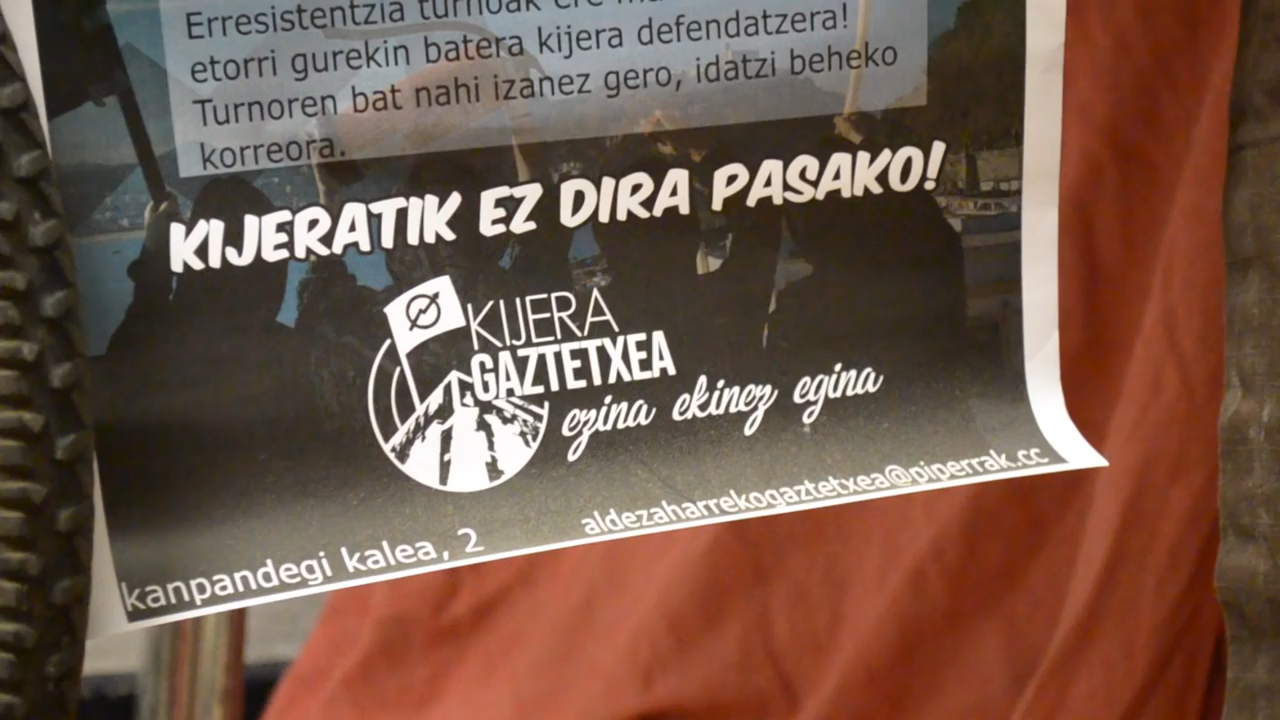 Erresistentzia turnoak ere
etorri gurekin batera kijera defendatzera!
Turnoren bat nahi izanez gero, idatzi beheko
korreora.
KIJERATIK EZ DIRA PASAKO!
KIJERA
GAZTETXEA
ezina ekinez egina
aldezaharrekogaztetxea@piperrak.cc
kanpandegi kalea, 2